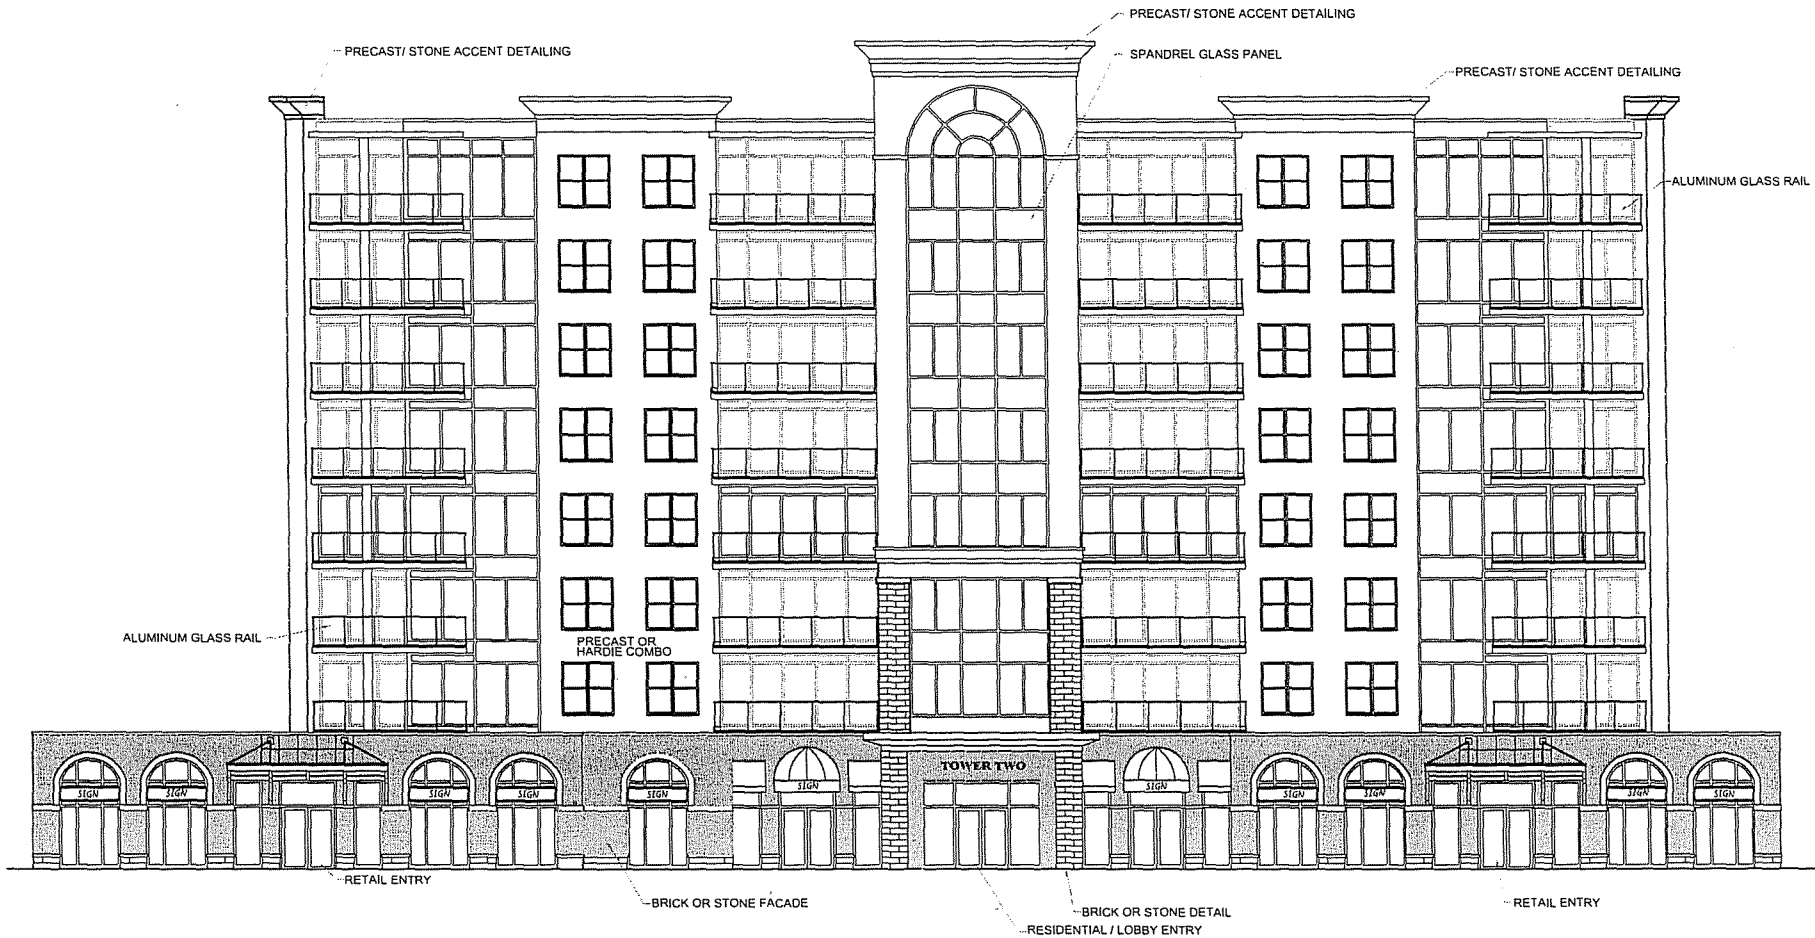 PRECAST/ STONE ACCENT DETAILING
PRECAST/ STONE ACCENT DETAILING
SPANDREL GLASS PANEL
PRECAST/ STONE ACCENT DETAILING
ALUMINUM GLASS RAIL
ALUMINUM GLASS RAIL
PRECAST OR
HARDIE COMBO
TOWER TWO
SIGN
SIGN
SIGN
SIGN
SIGN
SIGN
SIGN
SIGN
SIGN
SIGN
SIGN
RETAIL ENTRY
BRICK OR STONE FACADE
BRICK OR STONE DETAIL
RESIDENTIAL / LOBBY ENTRY
RETAIL ENTRY